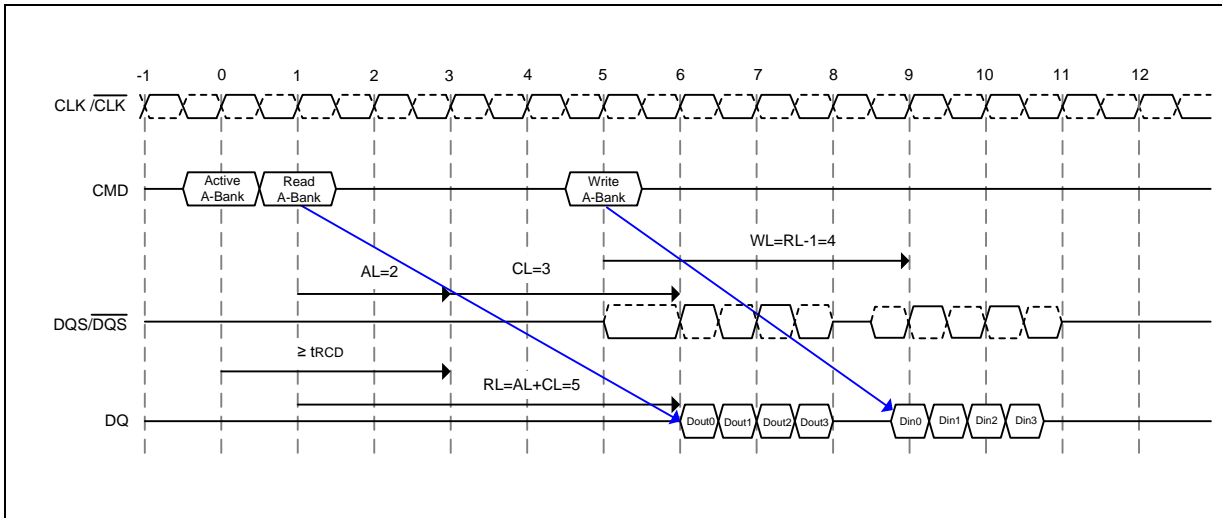 -1 0 1 2 3 4 5 6 7 8 9 10 11 12
CLK /CLK
CMD
Active
A-Bank
Read
A-Bank
Write
A-Bank
WL=RL-1=4
AL=2
CL=3
DQS/DQS
≥ tRCD
RL=AL+CL=5
DQ
Dout0 Dout1 Dout2 Dout3
Din0 Din1 Din2 Din3